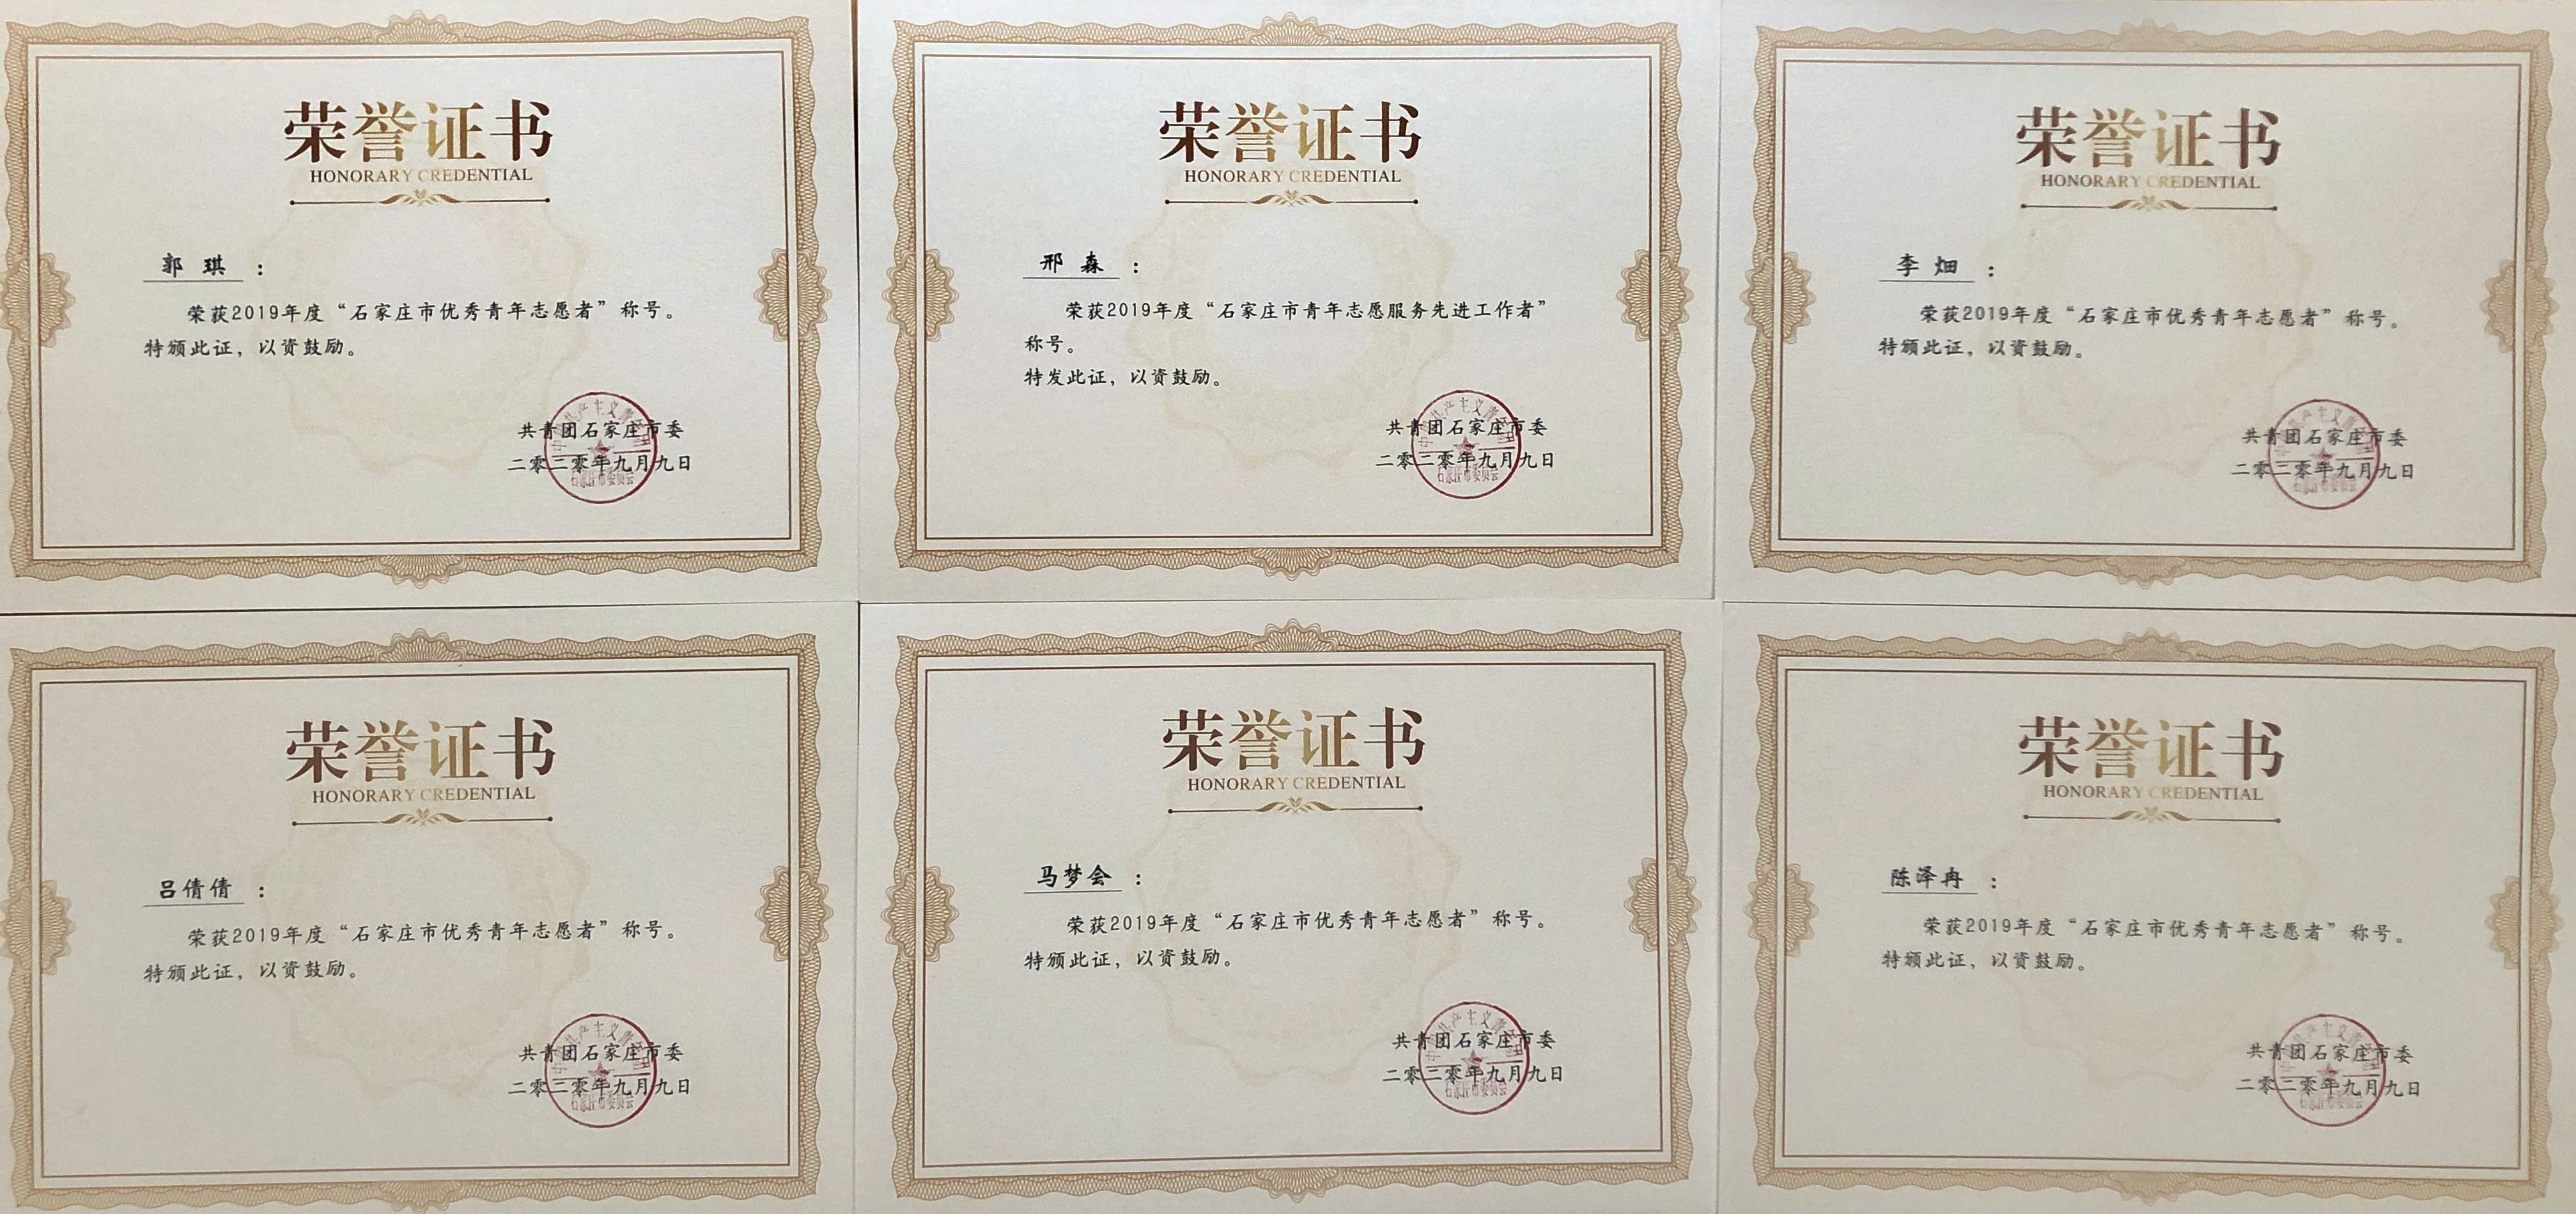 荣誉证书
HONORARY CREDENTIAL
郭 琪 :
荣获2019年度“石家庄市优秀青年志愿者”称号。
特颁此证，以资鼓励。
共青团石家庄市委
二零二零年九月九日
荣誉证书
HONORARY CREDENTIAL
邢 森 :
荣获2019年度“石家庄市青年志愿服务先进工作者”
称号。
特发此证，以资鼓励。
共青团石家庄市委
二零二零年九月九日
荣誉证书
HONORARY CREDENTIAL
李 畑 :
荣获2019年度“石家庄市优秀青年志愿者”称号。
特颁此证，以资鼓励。
共青团石家庄市委
二零二零年九月九日
荣誉证书
HONORARY CREDENTIAL
吕倩倩 :
荣获2019年度“石家庄市优秀青年志愿者”称号。
特颁此证，以资鼓励。
共青团石家庄市委
二零二零年九月九日
荣誉证书
HONORARY CREDENTIAL
马梦会 :
荣获2019年度“石家庄市优秀青年志愿者”称号。
特颁此证，以资鼓励。
共青团石家庄市委
二零二零年九月九日
荣誉证书
HONORARY CREDENTIAL
陈泽冉 :
荣获2019年度“石家庄市优秀青年志愿者”称号。
特颁此证，以资鼓励。
共青团石家庄市委
二零二零年九月九日